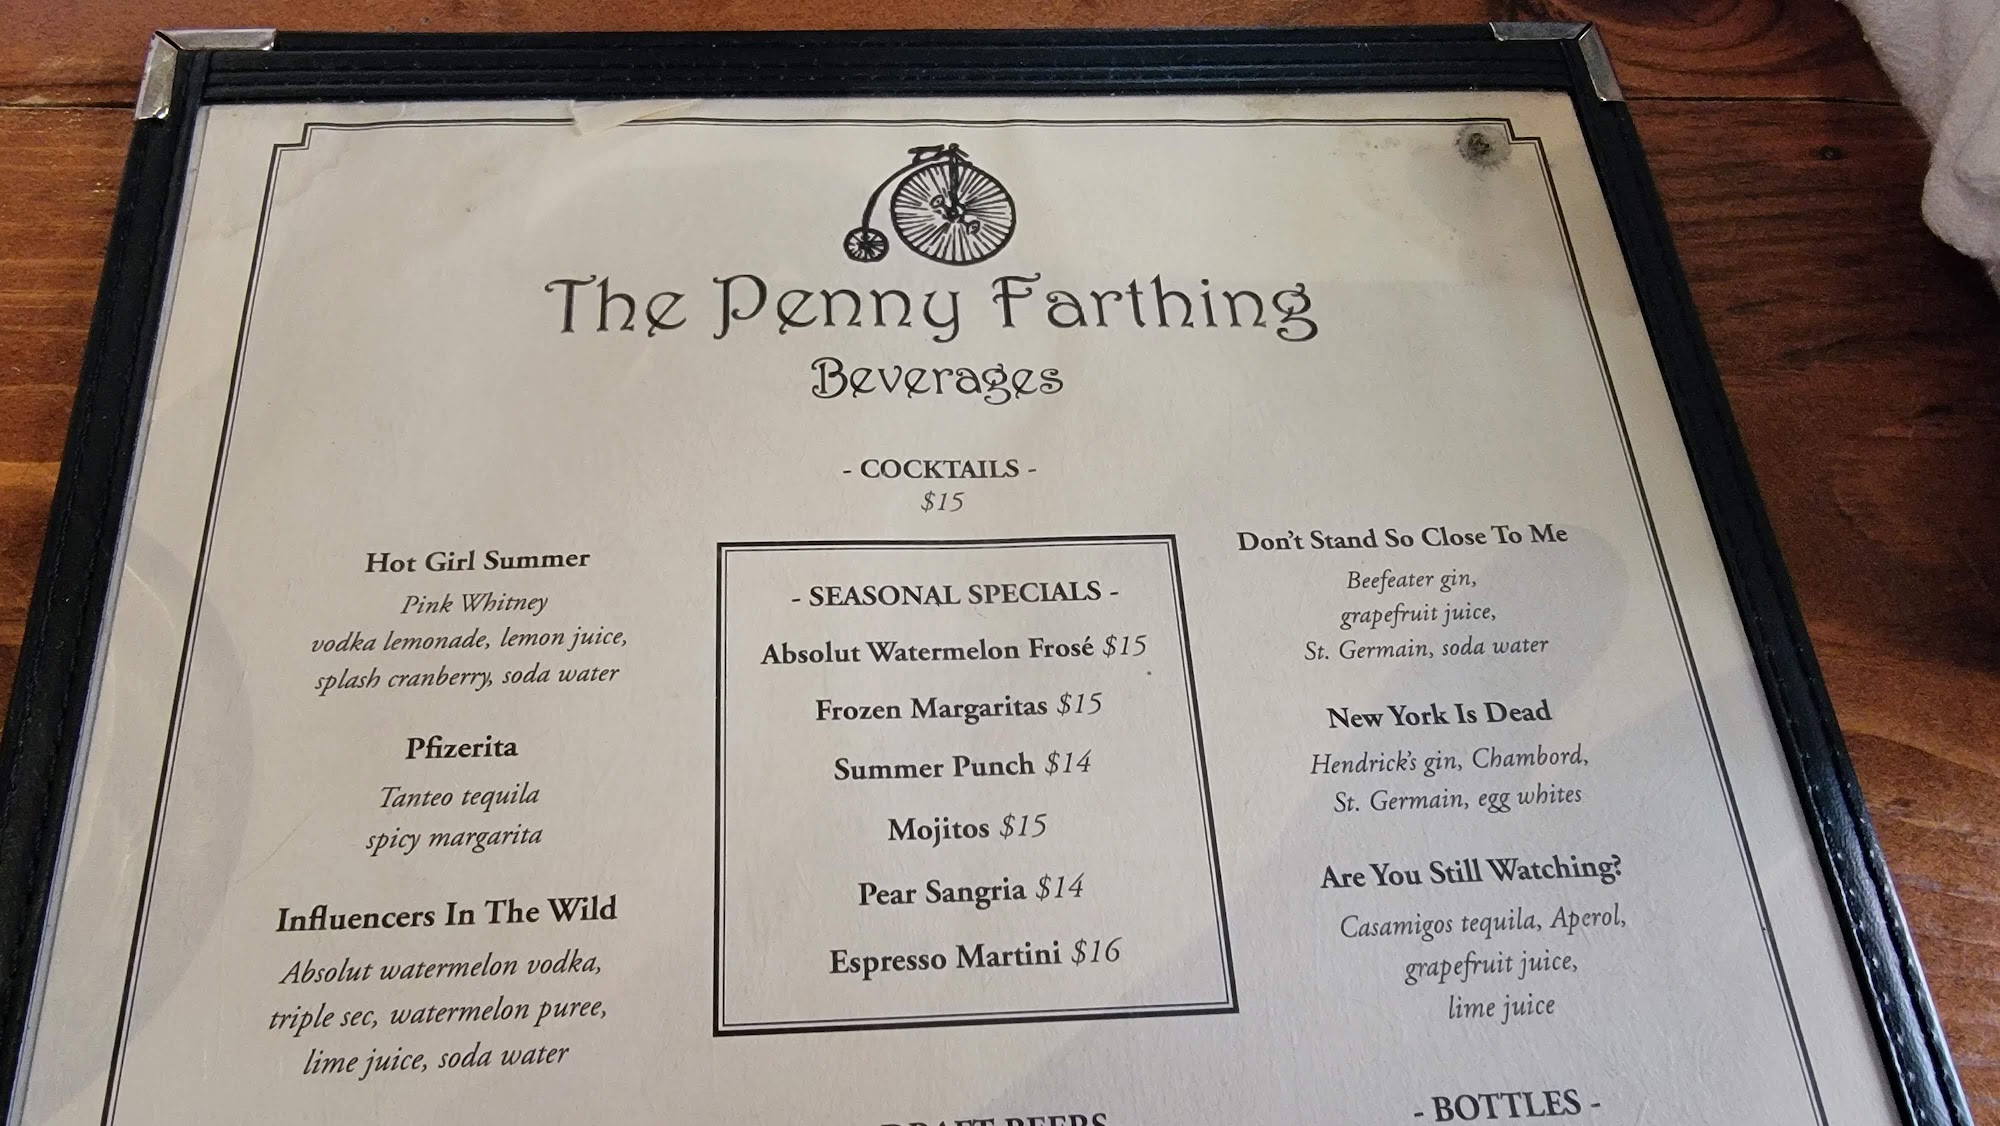 The Penny Farthing
Beverages
- COCKTAILS -
$15
Hot Girl Summer
Pink Whitney
vodka lemonade, lemon juice,
splash cranberry, soda water
Pfizerita
Tanteo tequila
spicy margarita
Influencers In The Wild
Absolut watermelon vodka,
triple sec, watermelon puree,
lime juice, soda water
- SEASONAL SPECIALS -
Absolut Watermelon Frosé $15
Frozen Margaritas $15
Summer Punch $14
Mojitos $15
Pear Sangria $14
Espresso Martini $16
Don't Stand So Close To Me
Beefeater gin,
grapefruit juice,
St. Germain, soda water
New York Is Dead
Hendrick's gin, Chambord,
St. Germain, egg whites
Are You Still Watching?
Casamigos tequila, Aperol,
grapefruit juice,
lime juice
DRAFT BEERS
- BOTTLES -